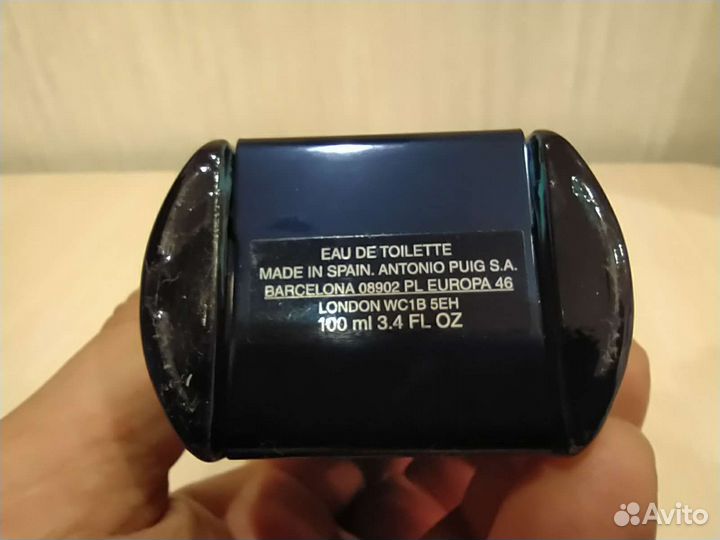 EAU DE TOILETTE
MADE IN SPAIN. ANTONIO PUIG S.A.
BARCELONA 08902 PL EUROPA 46
LONDON WC1B 5EH
100 ml 3.4 FL OZ
Avito